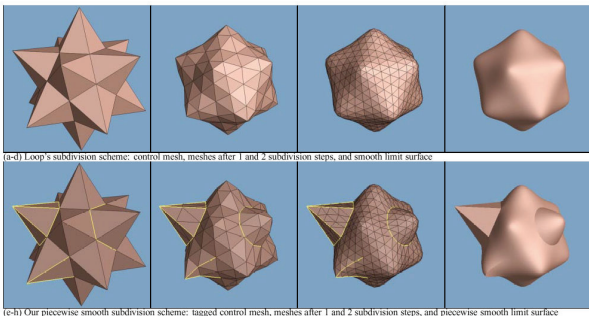 (a-d) Loop's subdivision scheme: control mesh, meshes after 1 and 2 subdivision steps, and smooth limit surface
(e-h) Our piecewise smooth subdivision scheme: tagged control mesh, meshes after 1 and 2 subdivision steps, and piecewise smooth limit surface